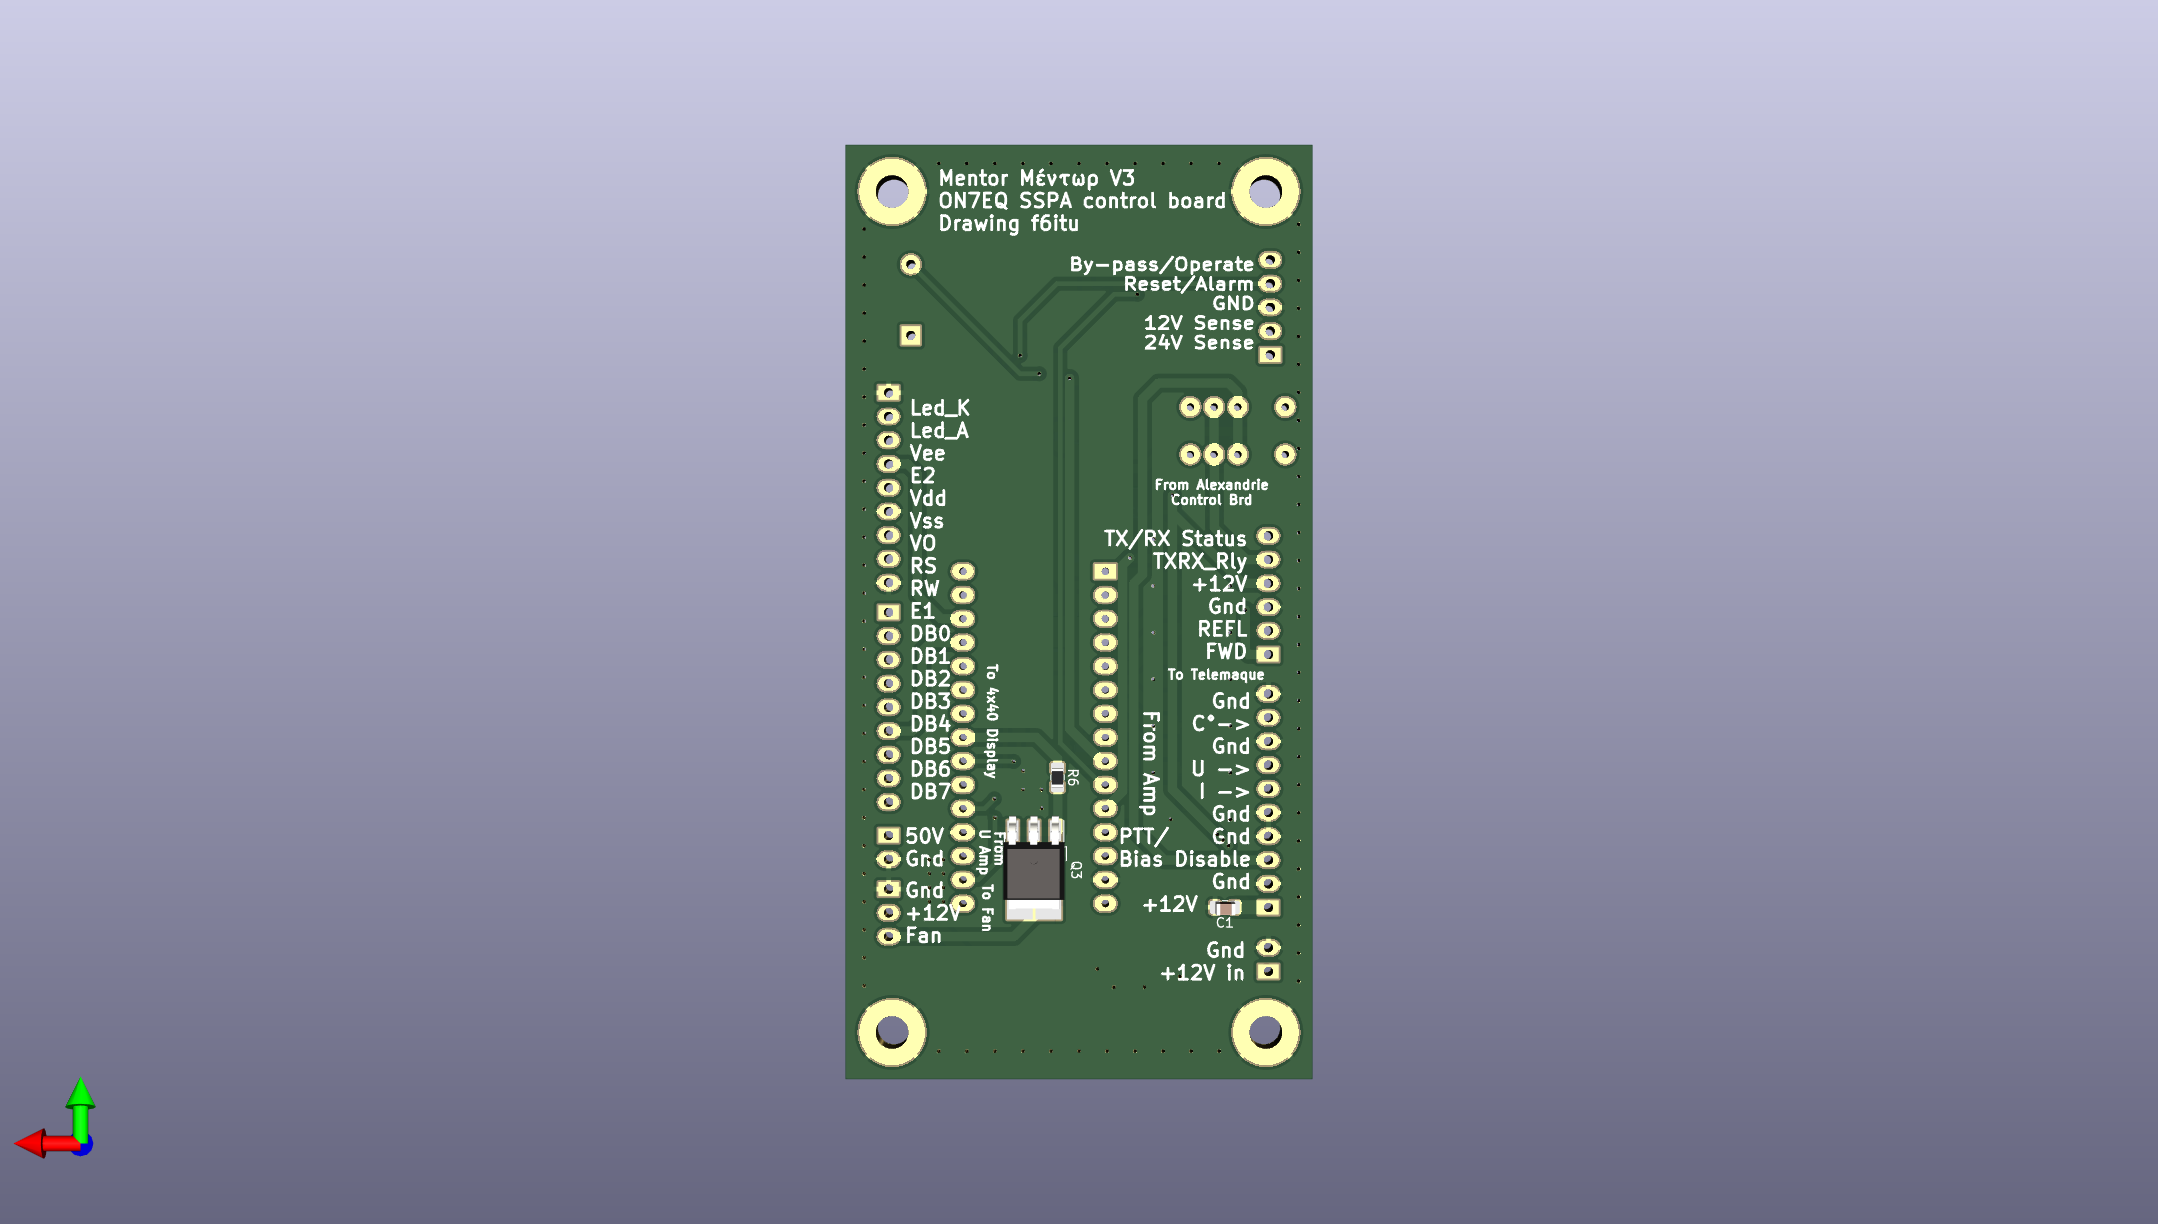 Mentor Μέντωρ V3
ON7EQ SSPA control board
Drawing f6itu
By-pass/Operate
Reset/Alarm
GND
12V Sense
24V Sense
Led_K
Led_A
Vee
E2
Vdd
Vss
VO
RS
RW
E1
DB0
DB1
DB2
DB3
DB4
DB5
DB6
DB7
To 4x40 Display
50V
Gnd
From
U Amp
Gnd
+12V
Fan
To Fan
R6
Q3
From Alexandrie
Control Brd
TX/RX Status
TXRX_Rly
+12V
Gnd
REFL
FWD
To Telemaque
Gnd
C°->
Gnd
U ->
I ->
Gnd
PTT/ Gnd
Bias Disable
Gnd
+12V
From Amp
C1
Gnd
+12V in